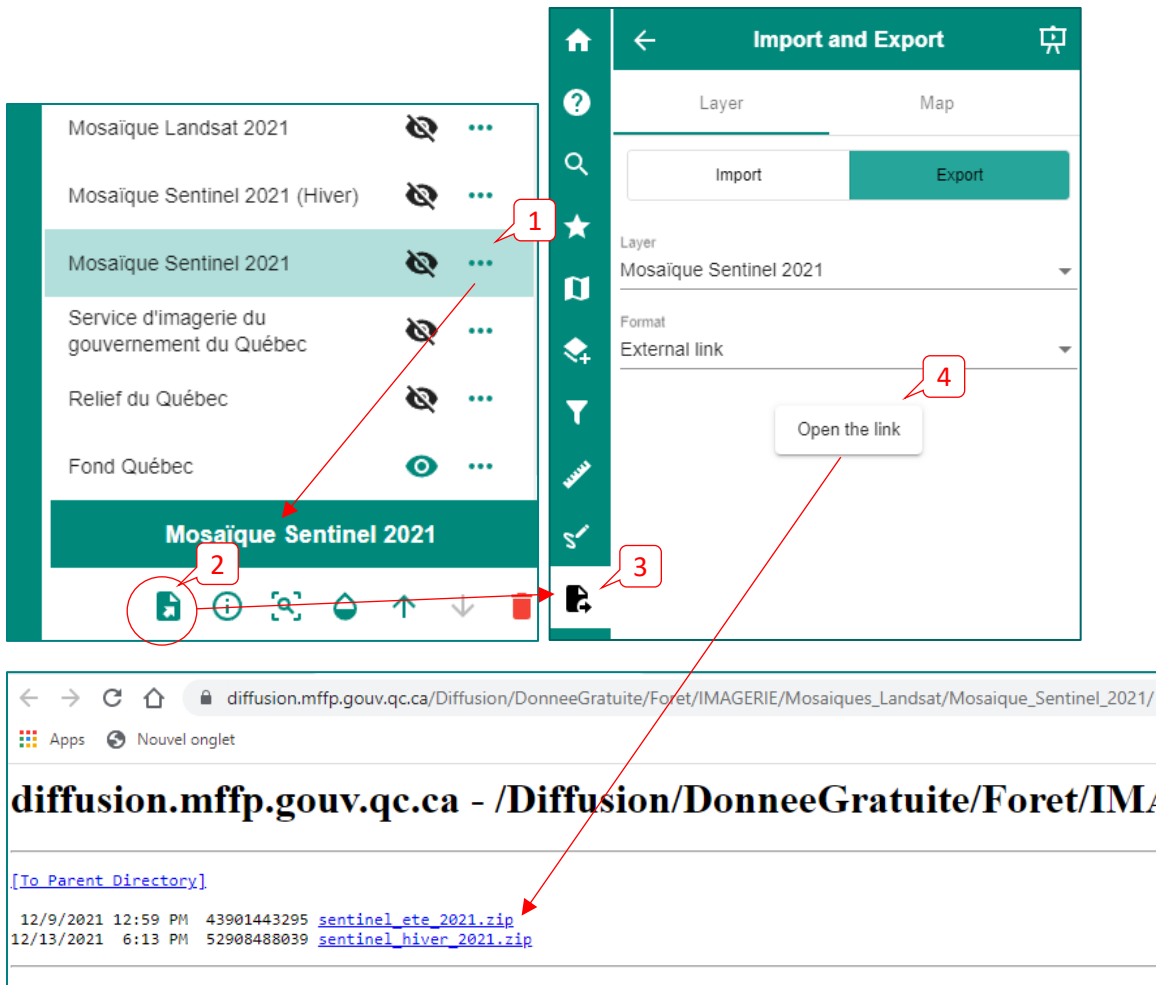 Mosaïque Landsat 2021
Mosaïque Sentinel 2021 (Hiver)
1
Mosaïque Sentinel 2021
Service d'imagerie du
gouvernement du Québec
Relief du Québec
Fond Québec
Mosaïque Sentinel 2021
2
Import and Export
Layer Map
Import Export
Layer
Mosaïque Sentinel 2021
Format
External link
4
Open the link
3
diffusion.mffp.gouv.qc.ca/Diffusion/DonneeGratuite/Foret/IMAGERIE/Mosaiques_Landsat/Mosaique_Sentinel_2021/
Apps Nouvel onglet
diffusion.mffp.gouv.qc.ca - /Diffusion/DonneeGratuite/Foret/IMA
[To Parent Directory]
12/9/2021 12:59 PM 43901443295 sentinel_ete_2021.zip
12/13/2021 6:13 PM 52908488039 sentinel_hiver_2021.zip